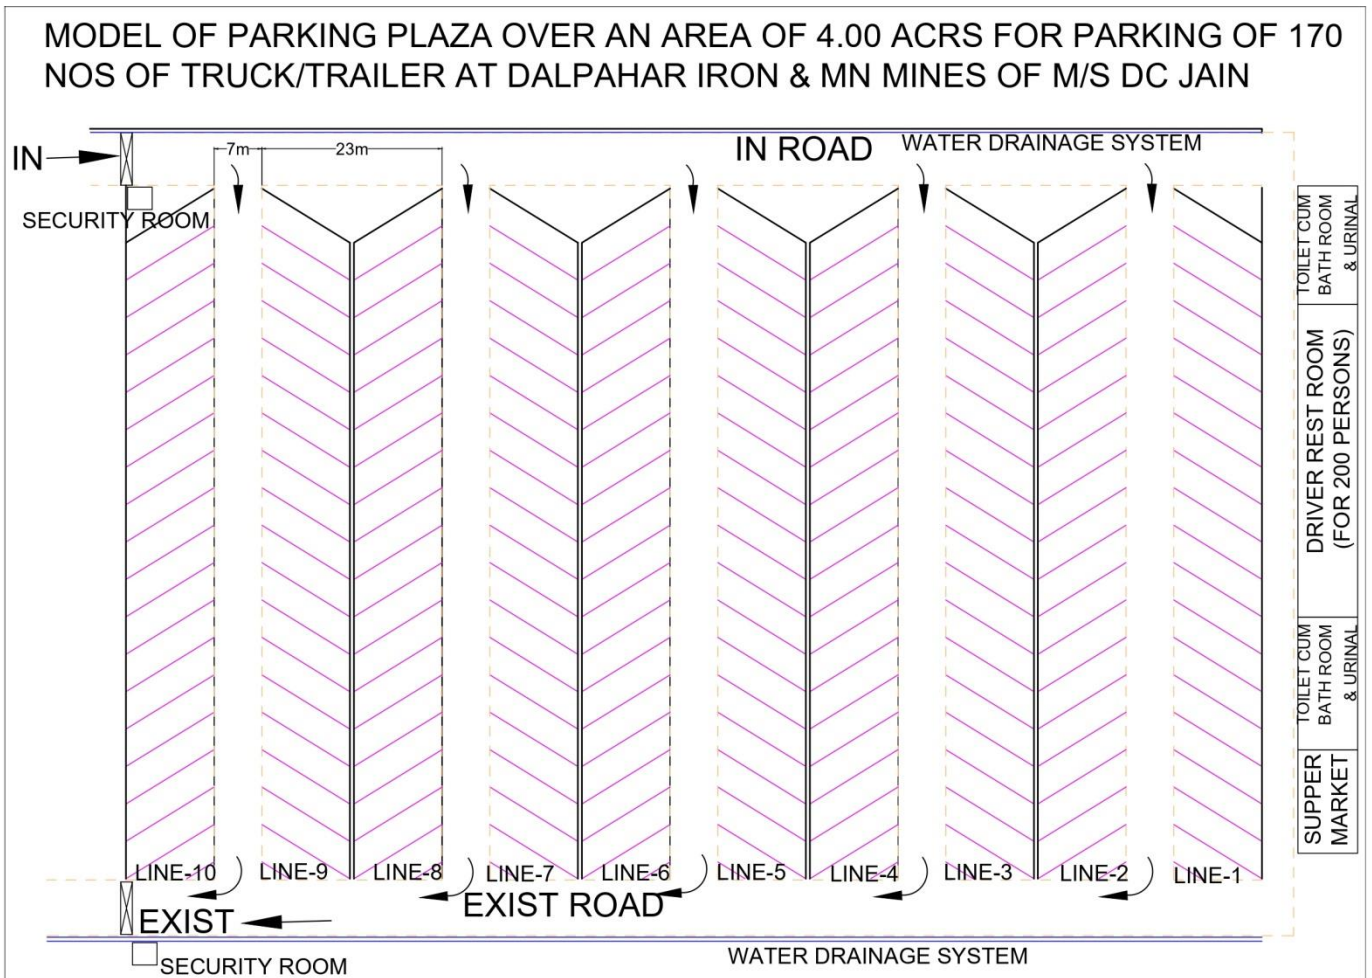 MODEL OF PARKING PLAZA OVER AN AREA OF 4.00 ACRS FOR PARKING OF 170
NOS OF TRUCK/TRAILER AT DALPAHAR IRON & MN MINES OF M/S DC JAIN
IN
7m
23m
IN ROAD
WATER DRAINAGE SYSTEM
SECURITY ROOM
TOILET CUM
BATH ROOM
& URINAL
DRIVER REST ROOM
(FOR 200 PERSONS)
TOILET CUM
BATH ROOM
& URINAL
SUPPER
MARKET
LINE-10
LINE-9
LINE-8
LINE-7
LINE-6
LINE-5
LINE-4
LINE-3
LINE-2
LINE-1
EXIST
EXIST ROAD
SECURITY ROOM
WATER DRAINAGE SYSTEM